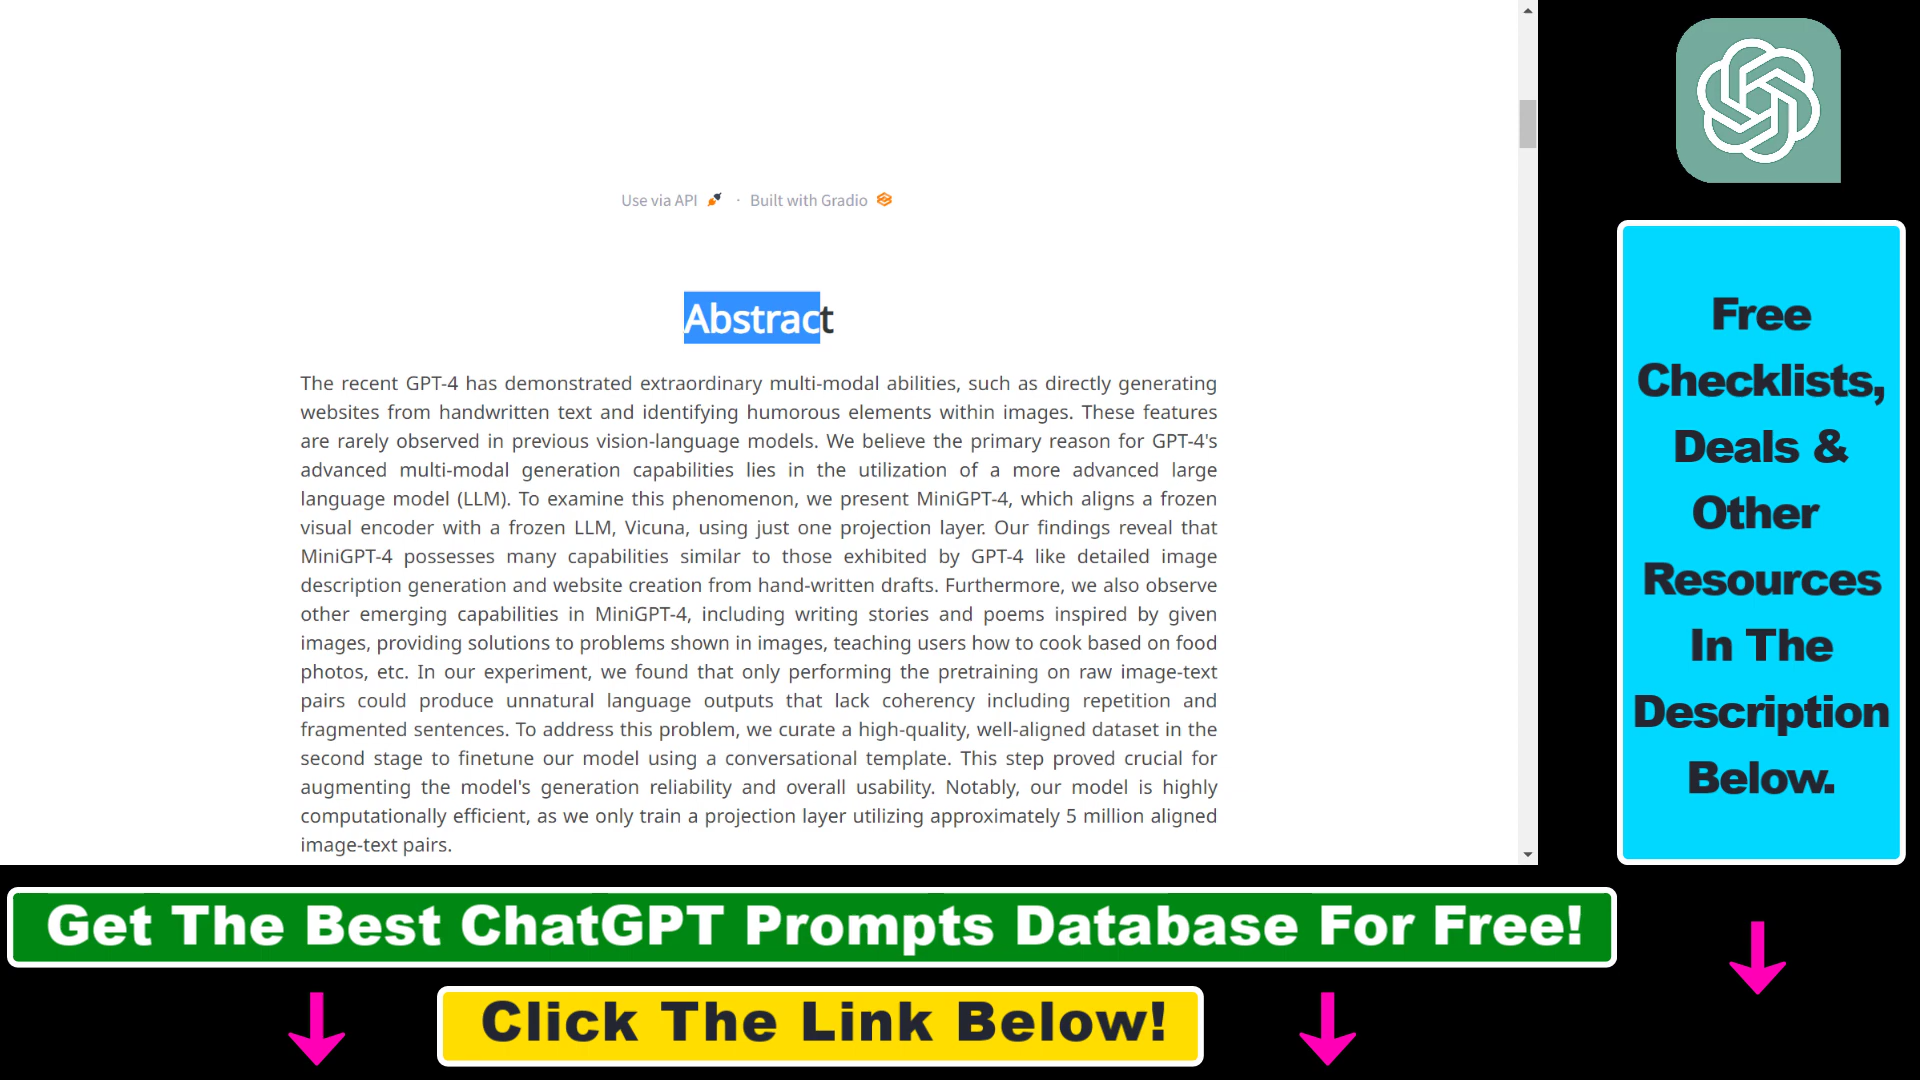 Use via API · Built with Gradio
Abstract
The recent GPT-4 has demonstrated extraordinary multi-modal abilities, such as directly generating
websites from handwritten text and identifying humorous elements within images. These features
are rarely observed in previous vision-language models. We believe the primary reason for GPT-4's
advanced multi-modal generation capabilities lies in the utilization of a more advanced large
language model (LLM). To examine this phenomenon, we present MiniGPT-4, which aligns a frozen
visual encoder with a frozen LLM, Vicuna, using just one projection layer. Our findings reveal that
MiniGPT-4 possesses many capabilities similar to those exhibited by GPT-4 like detailed image
description generation and website creation from hand-written drafts. Furthermore, we also observe
other emerging capabilities in MiniGPT-4, including writing stories and poems inspired by given
images, providing solutions to problems shown in images, teaching users how to cook based on food
photos, etc. In our experiment, we found that only performing the pretraining on raw image-text
pairs could produce unnatural language outputs that lack coherency including repetition and
fragmented sentences. To address this problem, we curate a high-quality, well-aligned dataset in the
second stage to finetune our model using a conversational template. This step proved crucial for
augmenting the model's generation reliability and overall usability. Notably, our model is highly
computationally efficient, as we only train a projection layer utilizing approximately 5 million aligned
image-text pairs.
Free
Checklists,
Deals &
Other
Resources
In The
Description
Below.
Get The Best ChatGPT Prompts Database For Free!
Click The Link Below!